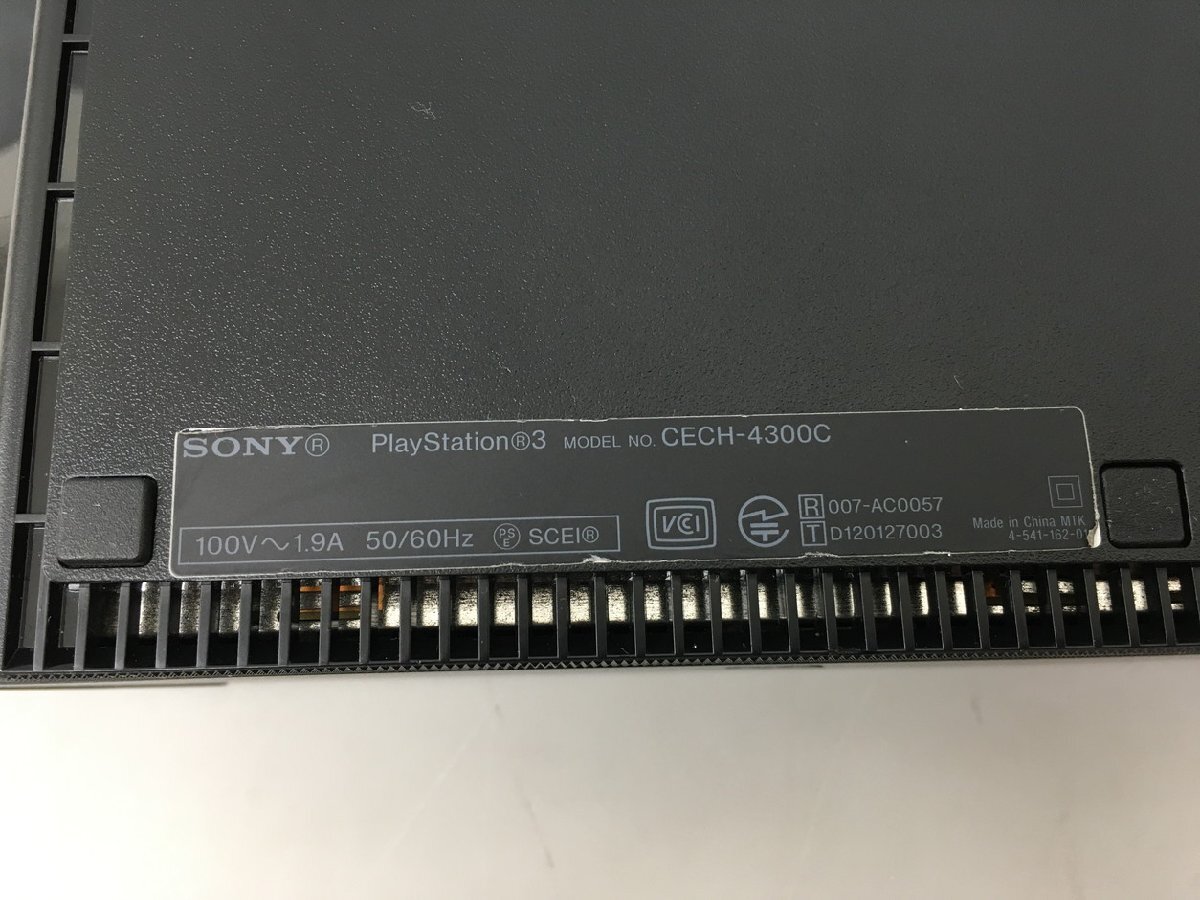 SONY® PlayStation®3 MODEL NO. CECH-4300C
100V～1.9A 50/60Hz PSE SCEI®
VCI
R 007-AC0057
T D120127003
Made in China MTK
4-541-162-01